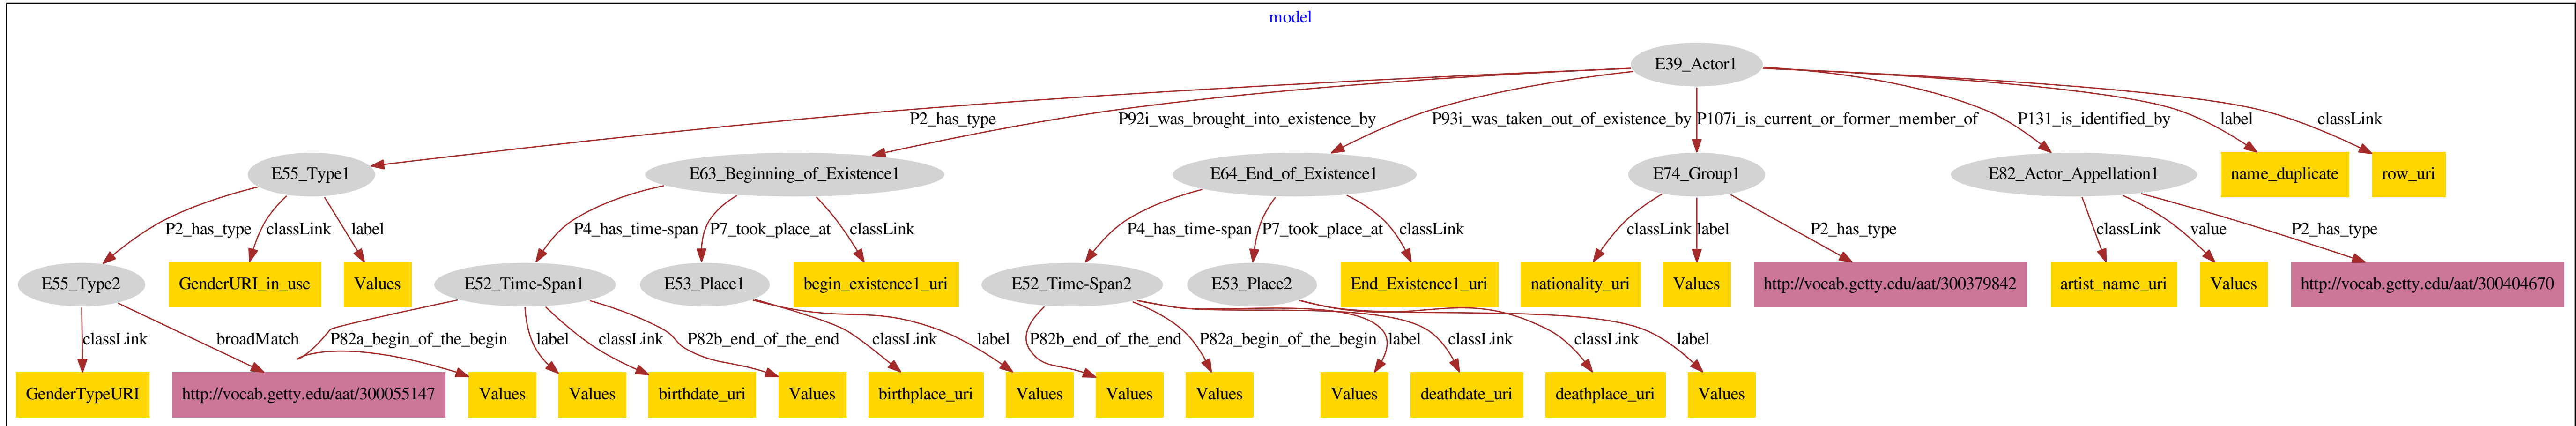 model
E39_Actor1
P2_has_type
P92i_was_brought_into_existence_by
P93i_was_taken_out_of_existence_by
P107i_is_current_or_former_member_of
P131_is_identified_by
label
classLink
E55_Type1
E63_Beginning_of_Existence1
E64_End_of_Existence1
E74_Group1
E82_Actor_Appellation1
name_duplicate
row_uri
P2_has_type
classLink
label
P4_has_time-span
P7_took_place_at
classLink
P4_has_time-span
P7_took_place_at
classLink
classLink
label
P2_has_type
classLink
value
P2_has_type
E55_Type2
GenderURI_in_use
Values
E52_Time-Span1
E53_Place1
begin_existence1_uri
E52_Time-Span2
E53_Place2
End_Existence1_uri
nationality_uri
Values
http://vocab.getty.edu/aat/300379842
artist_name_uri
Values
http://vocab.getty.edu/aat/300404670
classLink
broadMatch
P82a_begin_of_the_begin
label
classLink
P82b_end_of_the_end
classLink
label
P82b_end_of_the_end
P82a_begin_of_the_begin
label
classLink
classLink
label
GenderTypeURI
http://vocab.getty.edu/aat/300055147
Values
Values
birthdate_uri
Values
birthplace_uri
Values
Values
Values
Values
deathdate_uri
deathplace_uri
Values